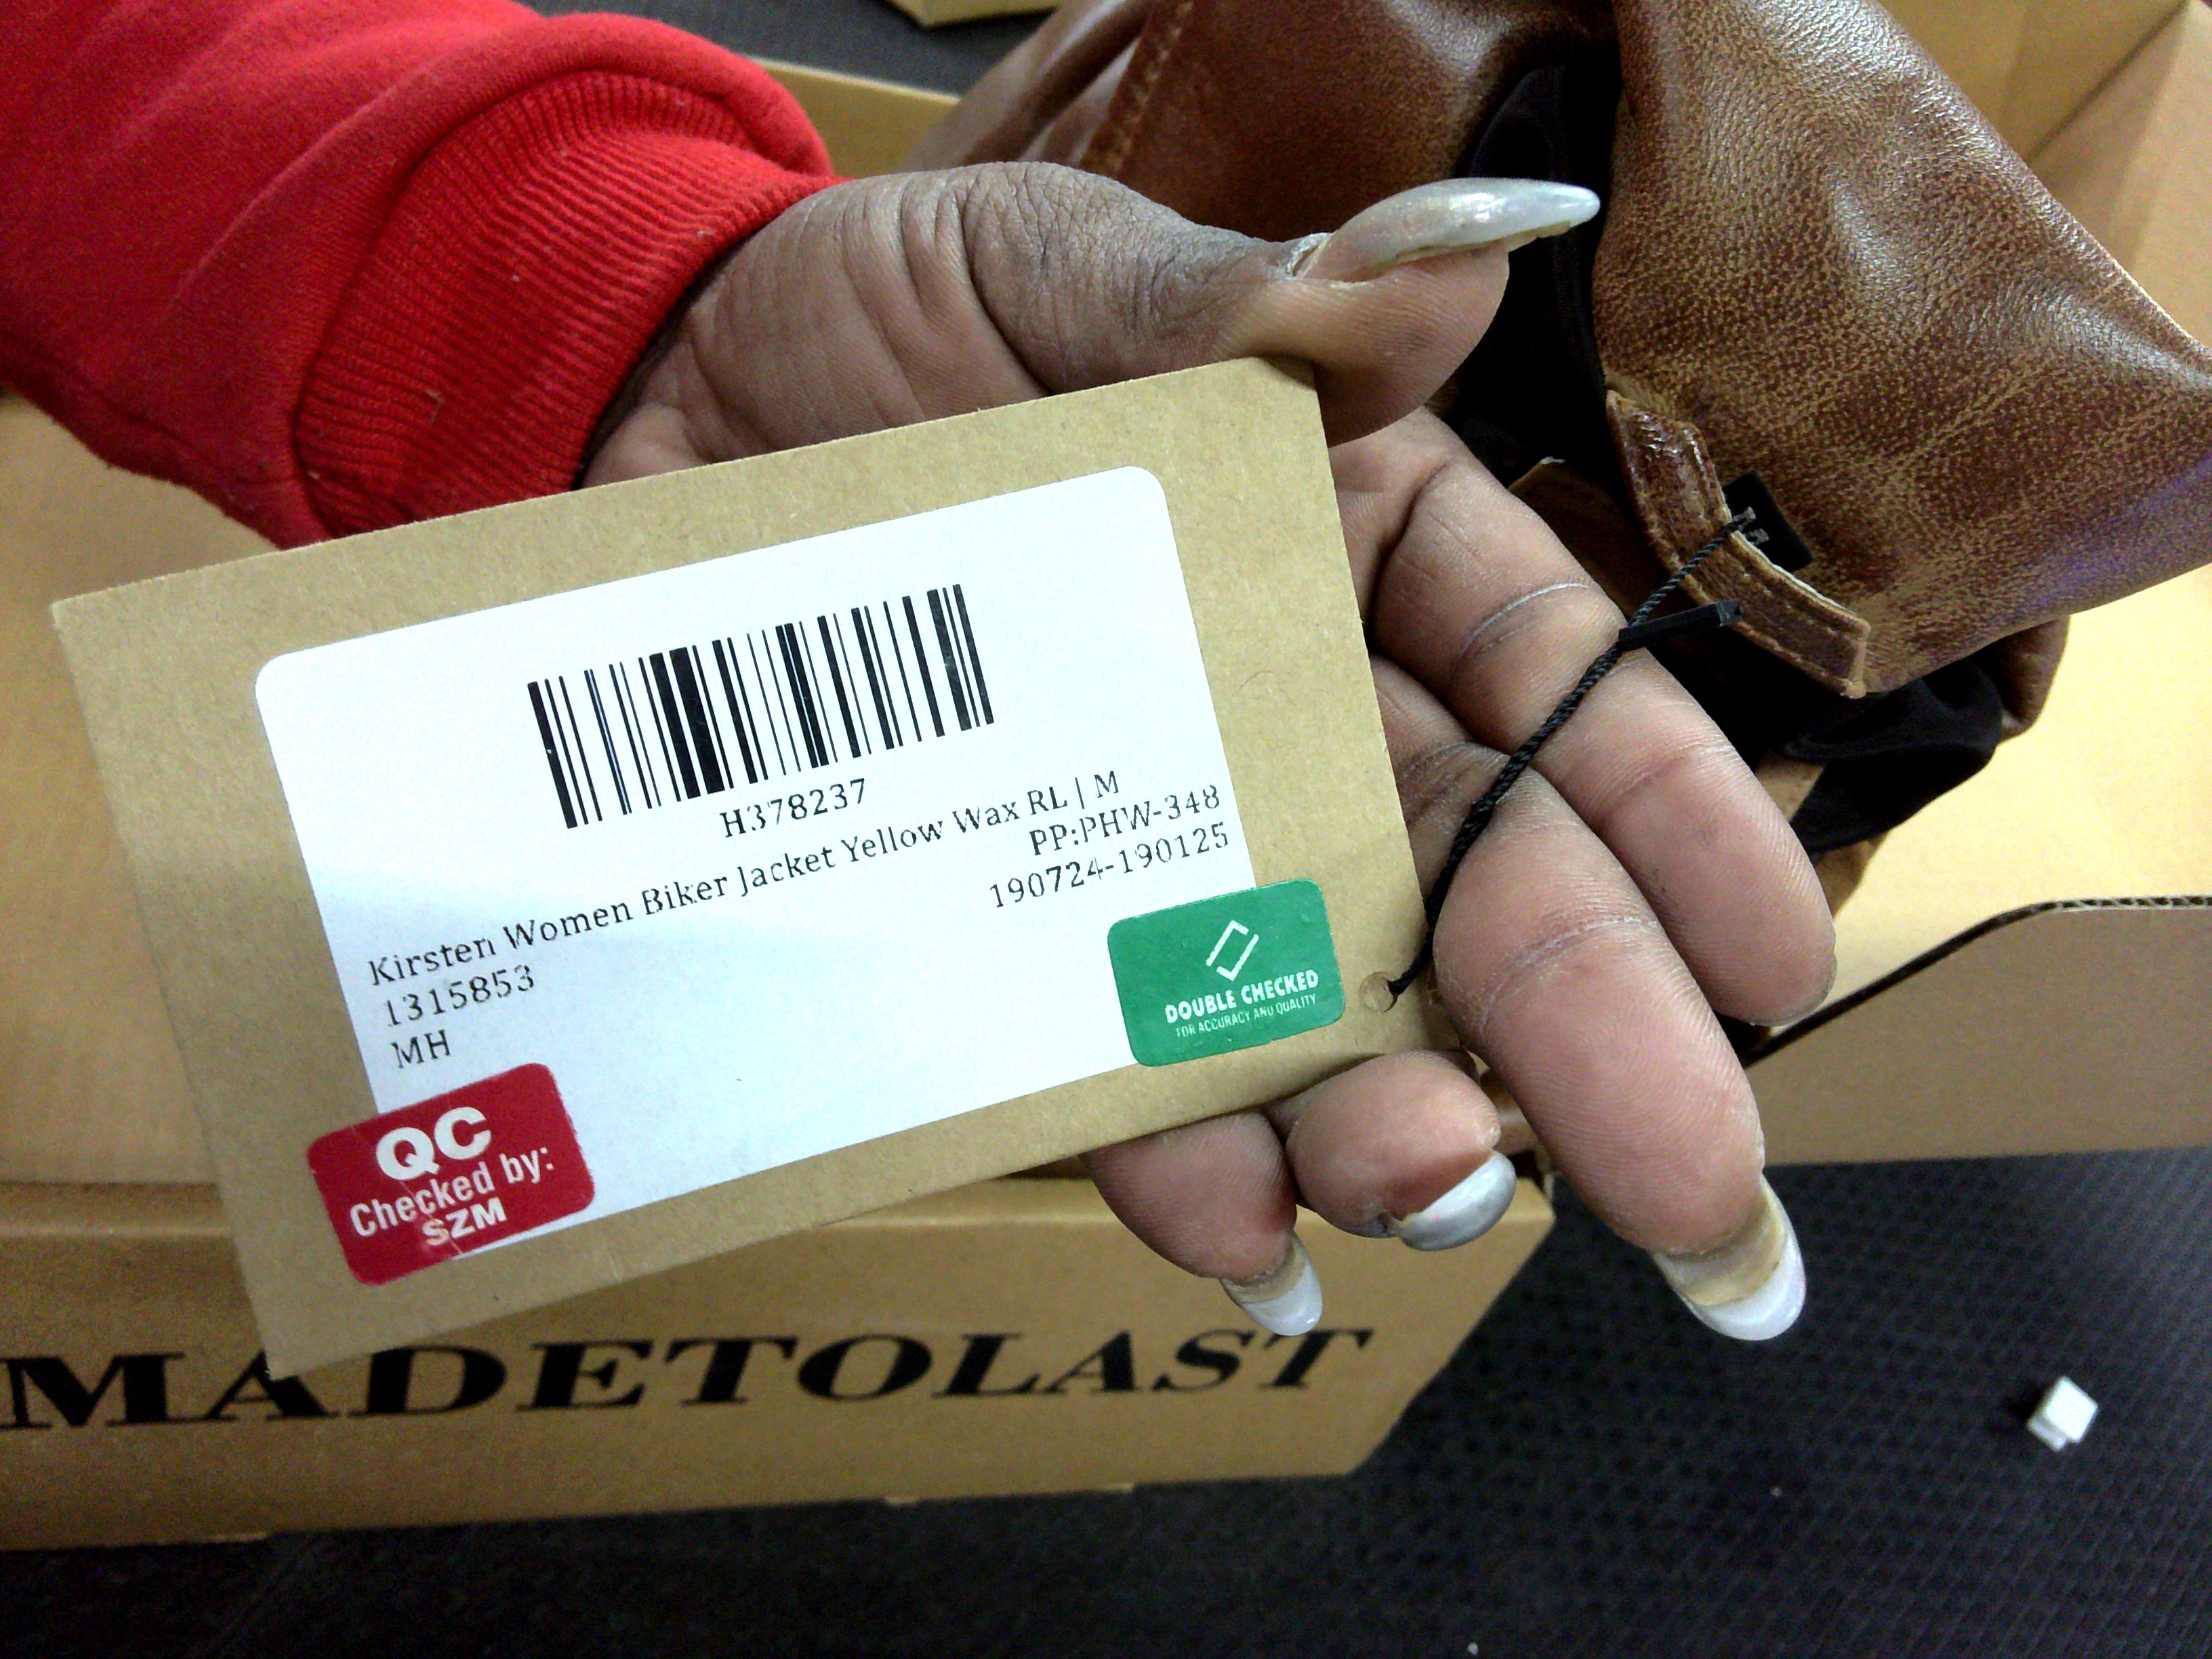 H378237
Kirsten Women Biker Jacket Yellow Wax RL | M
PP:PHW-348
1315853
190724-190125
MH
DOUBLE CHECKED
FOR ACCURACY AND QUALITY
QC
Checked by:
SZM
MADETOLAST